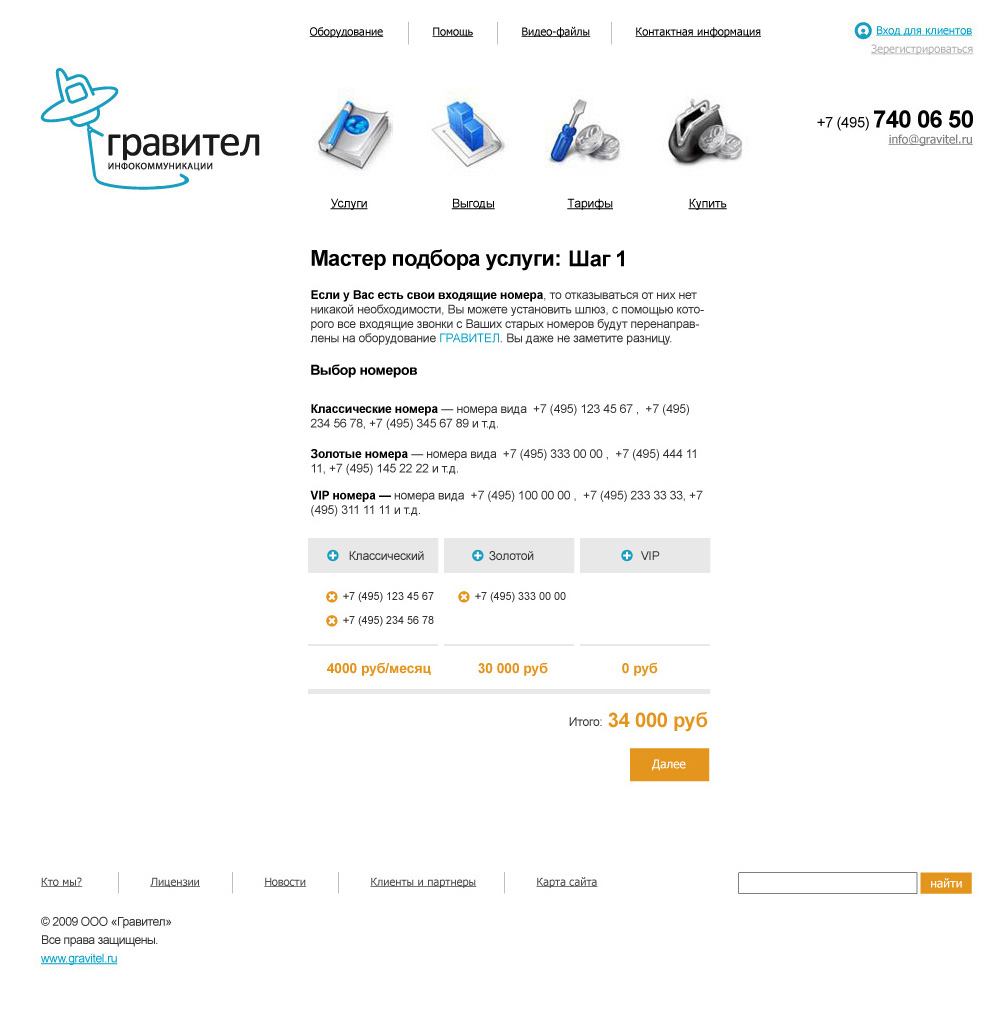 Оборудование
Помощь
Видео-файлы
Контактная информация
Вход для клиентов
Зерегистрироваться
гравител
ИНФОКОММУНИКАЦИИ
+7 (495) 740 06 50
info@gravitel.ru
Услуги
Выгоды
Тарифы
Купить
Мастер подбора услуги: Шаг 1
Если у Вас есть свои входящие номера, то отказываться от них нет
никакой необходимости, Вы можете установить шлюз, с помощью кото-
рого все входящие звонки с Ваших старых номеров будут перенаправ-
лены на оборудование ГРАВИТЕЛ. Вы даже не заметите разницу.
Выбор номеров
Классические номера — номера вида +7 (495) 123 45 67 , +7 (495)
234 56 78, +7 (495) 345 67 89 и т.д.
Золотые номера — номера вида +7 (495) 333 00 00 , +7 (495) 444 11
11, +7 (495) 145 22 22 и т.д.
VIP номера — номера вида +7 (495) 100 00 00 , +7 (495) 233 33 33, +7
(495) 311 11 11 и т.д.
Классический
Золотой
VIP
+7 (495) 123 45 67
+7 (495) 333 00 00
+7 (495) 234 56 78
4000 руб/месяц
30 000 руб
0 руб
Итого: 34 000 руб
Далее
Кто мы?
Лицензии
Новости
Клиенты и партнеры
Карта сайта
найти
© 2009 ООО «Гравител»
Все права защищены.
www.gravitel.ru